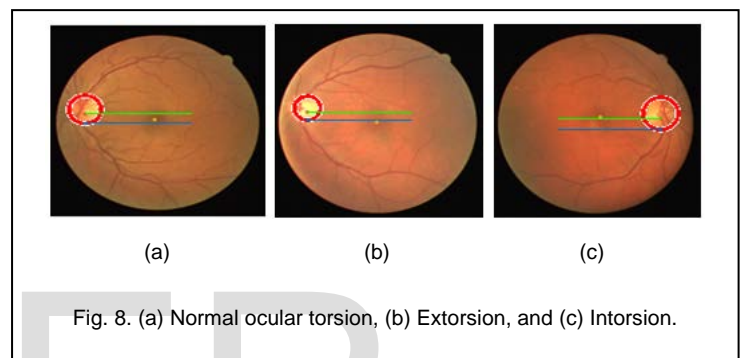 (a) (b) (c)
Fig. 8. (a) Normal ocular torsion, (b) Extorsion, and (c) Intorsion.